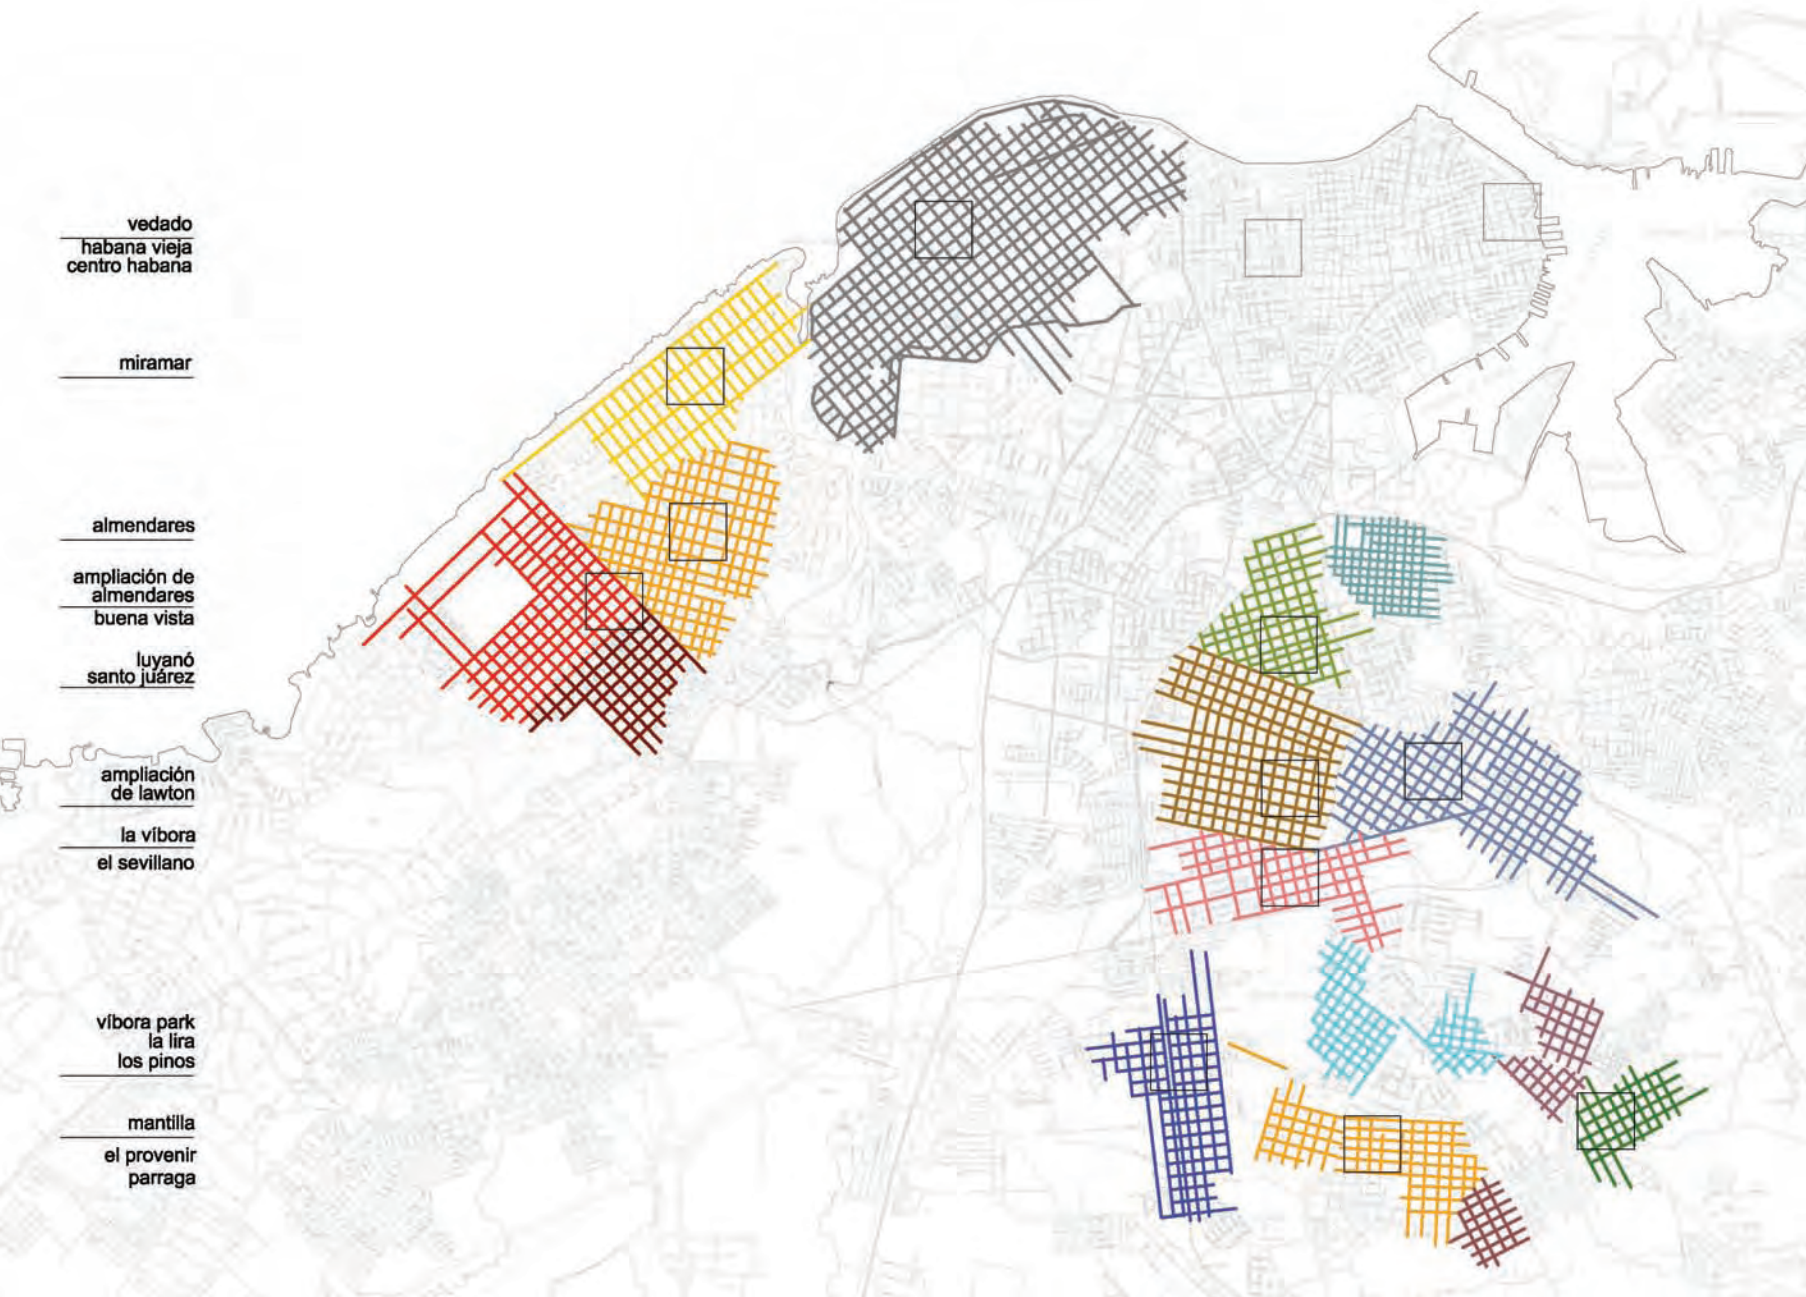 vedado
habana vieja
centro habana
miramar
almendares
ampliación de
almendares
buena vista
luyanó
santo juárez
ampliación
de lawton
la víbora
el sevillano
víbora park
la lira
los pinos
mantilla
el provenir
parraga